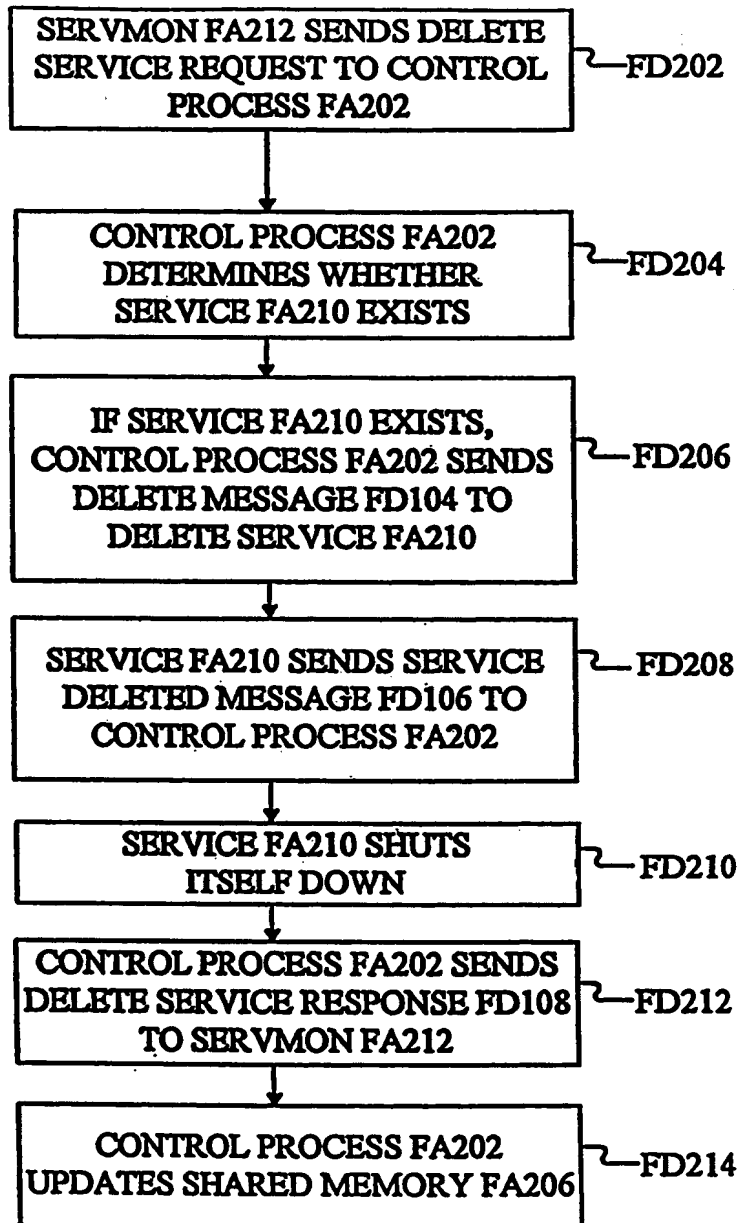 SERVMON FA212 SENDS DELETE
SERVICE REQUEST TO CONTROL
PROCESS FA202
FD202
CONTROL PROCESS FA202
DETERMINES WHETHER
SERVICE FA210 EXISTS
FD204
IF SERVICE FA210 EXISTS,
CONTROL PROCESS FA202 SENDS
DELETE MESSAGE FD104 TO
DELETE SERVICE FA210
FD206
SERVICE FA210 SENDS SERVICE
DELETED MESSAGE FD106 TO
CONTROL PROCESS FA202
FD208
SERVICE FA210 SHUTS
ITSELF DOWN
FD210
CONTROL PROCESS FA202 SENDS
DELETE SERVICE RESPONSE FD108
TO SERVMON FA212
FD212
CONTROL PROCESS FA202
UPDATES SHARED MEMORY FA206
FD214